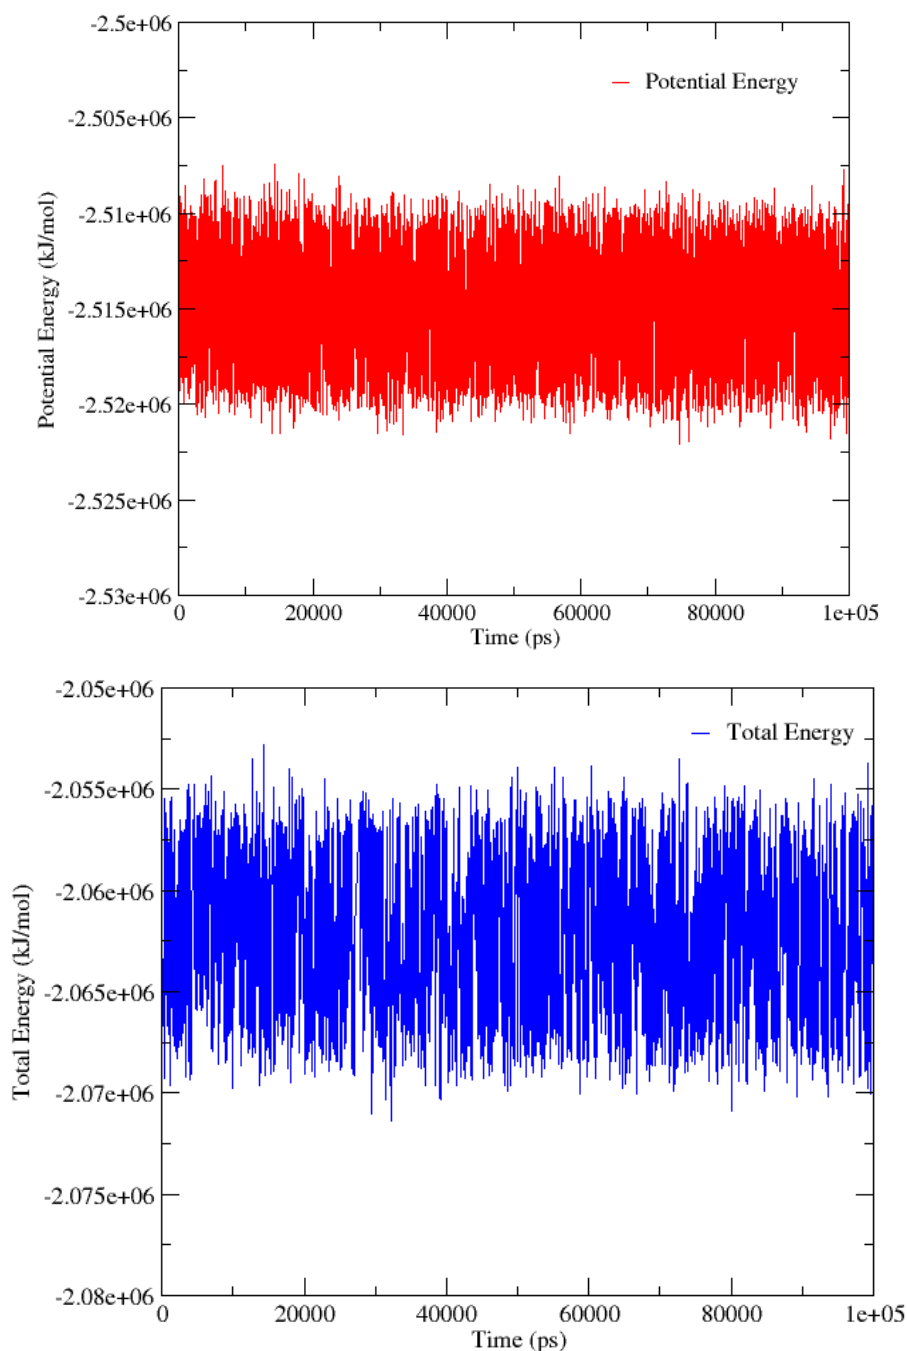 -2.5e+06
Potential Energy
-2.505e+06
-2.51e+06
-2.515e+06
-2.52e+06
-2.525e+06
-2.53e+06
Potential Energy (kJ/mol)
0 20000 40000 60000 80000 1e+05
Time (ps)
-2.05e+06
Total Energy
-2.055e+06
-2.06e+06
-2.065e+06
-2.07e+06
-2.075e+06
-2.08e+06
Total Energy (kJ/mol)
0 20000 40000 60000 80000 1e+05
Time (ps)